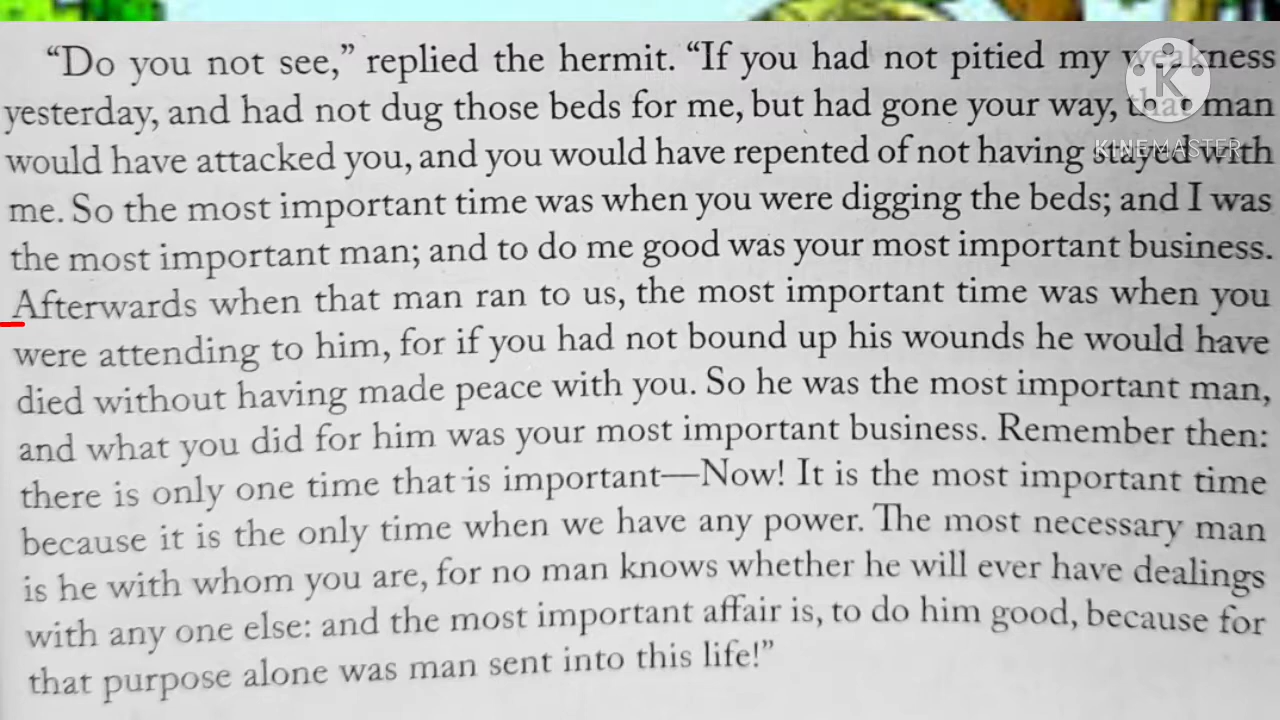 “Do you not see,” replied the hermit. “If you had not pitied my weakness
yesterday, and had not dug those beds for me, but had gone your way, that man
would have attacked you, and you would have repented of not having stayed with
me. So the most important time was when you were digging the beds; and I was
the most important man; and to do me good was your most important business.
Afterwards when that man ran to us, the most important time was when you
were attending to him, for if you had not bound up his wounds he would have
died without having made peace with you. So he was the most important man,
and what you did for him was your most important business. Remember then:
there is only one time that is important—Now! It is the most important time
because it is the only time when we have any power. The most necessary man
is he with whom you are, for no man knows whether he will ever have dealings
with any one else: and the most important affair is, to do him good, because for
that purpose alone was man sent into this life!”
K
KINEMASTER